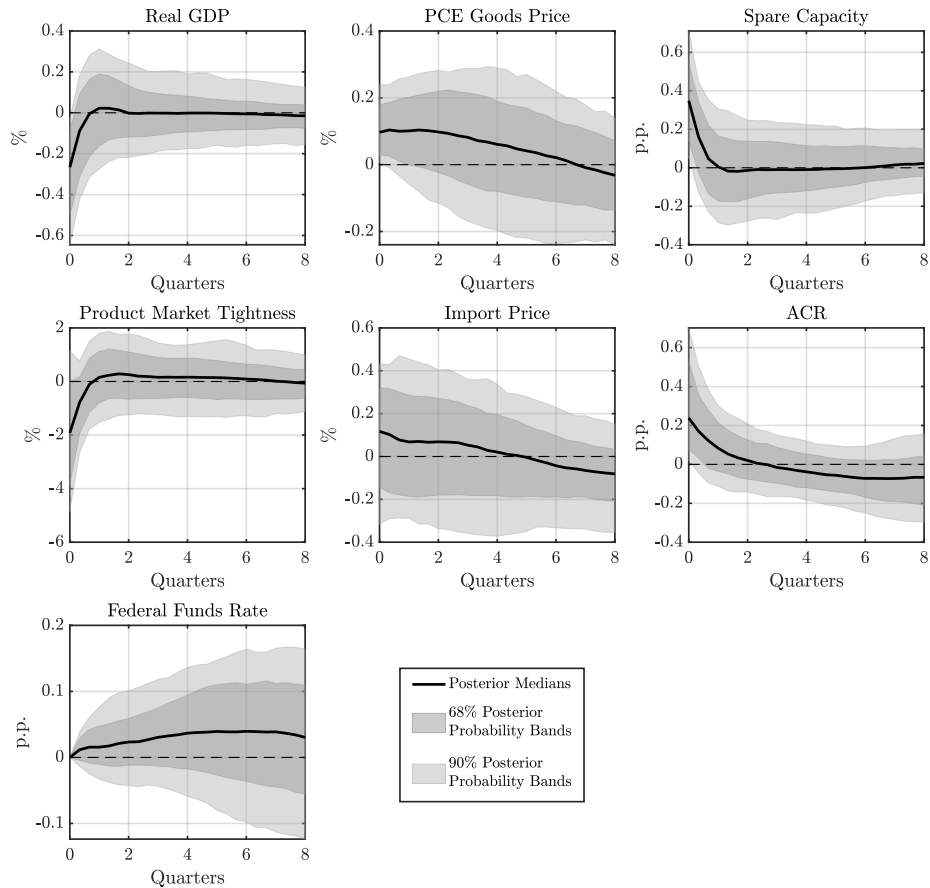 Real GDP
PCE Goods Price
Spare Capacity
0.4
0.2
0
-0.2
-0.4
-0.6
%
0 2 4 6 8
Quarters
0.4
0.2
0
-0.2
%
0 2 4 6 8
Quarters
0.6
0.4
0.2
0
-0.2
-0.4
p.p.
0 2 4 6 8
Quarters
Product Market Tightness
Import Price
ACR
2
0
-2
-4
-6
%
0 2 4 6 8
Quarters
0.6
0.4
0.2
0
-0.2
-0.4
%
0 2 4 6 8
Quarters
0.6
0.4
0.2
0
-0.2
-0.4
p.p.
0 2 4 6 8
Quarters
Federal Funds Rate
0.2
0.1
0
-0.1
p.p.
0 2 4 6 8
Quarters
Posterior Medians
68% Posterior
Probability Bands
90% Posterior
Probability Bands